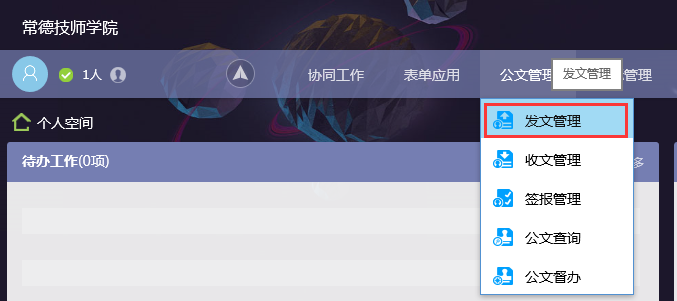 常德技师学院
1人
协同工作 表单应用 公文管理 发文管理 管理
个人空间
发文管理
待办工作(0项)
多
收文管理
签报管理
公文查询
公文督办